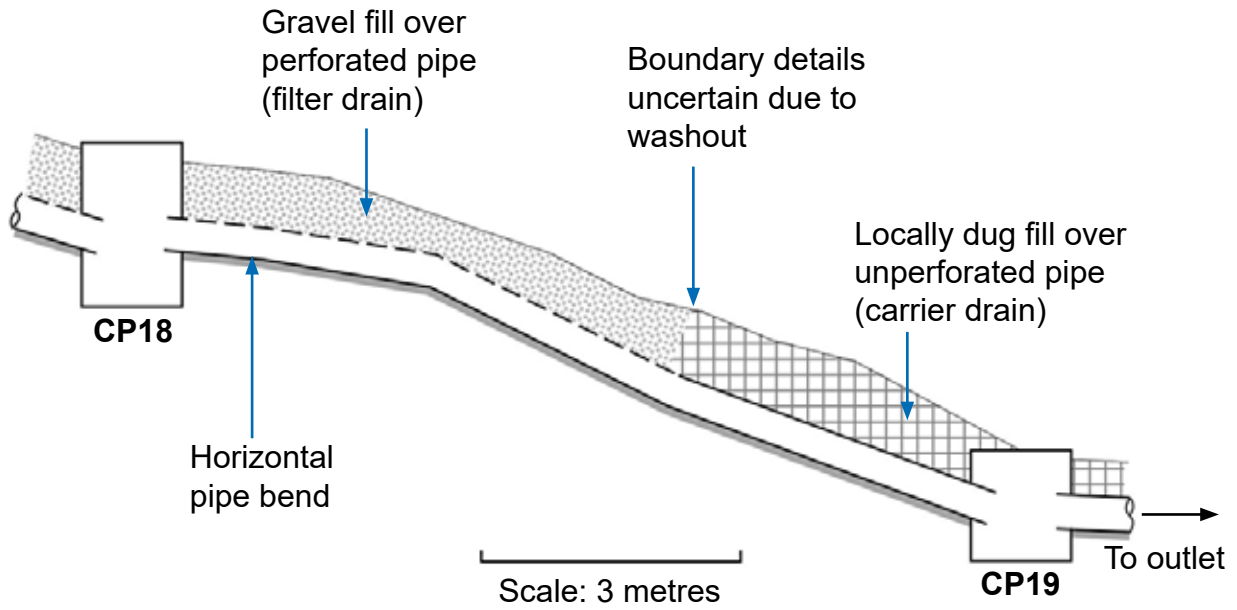 Gravel fill over
perforated pipe
(filter drain)
Boundary details
uncertain due to
washout
Locally dug fill over
unperforated pipe
(carrier drain)
CP18
Horizontal
pipe bend
To outlet
CP19
Scale: 3 metres